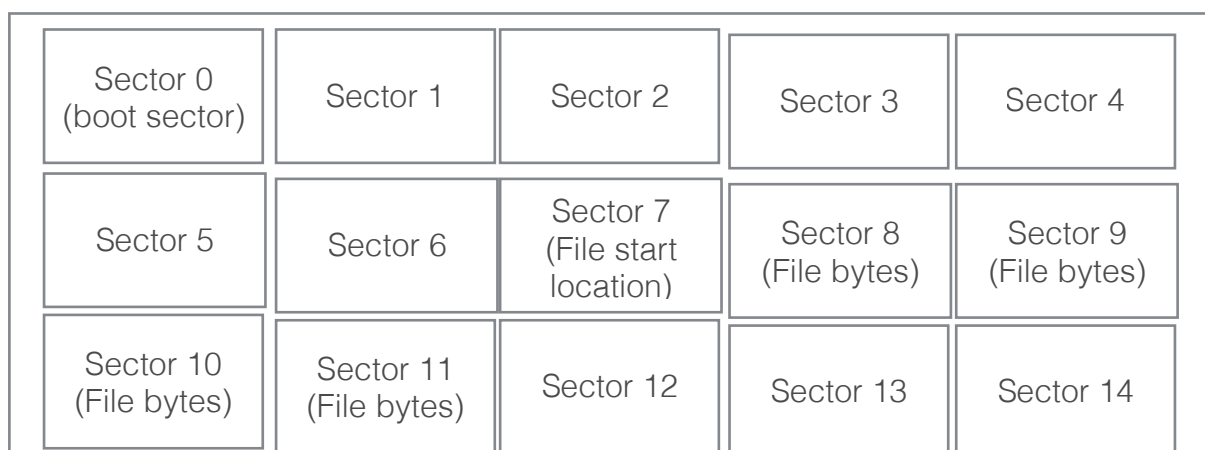 Sector 0
(boot sector)
Sector 1
Sector 2
Sector 3
Sector 4
Sector 5
Sector 6
Sector 7
(File start
location)
Sector 8
(File bytes)
Sector 9
(File bytes)
Sector 10
(File bytes)
Sector 11
(File bytes)
Sector 12
Sector 13
Sector 14